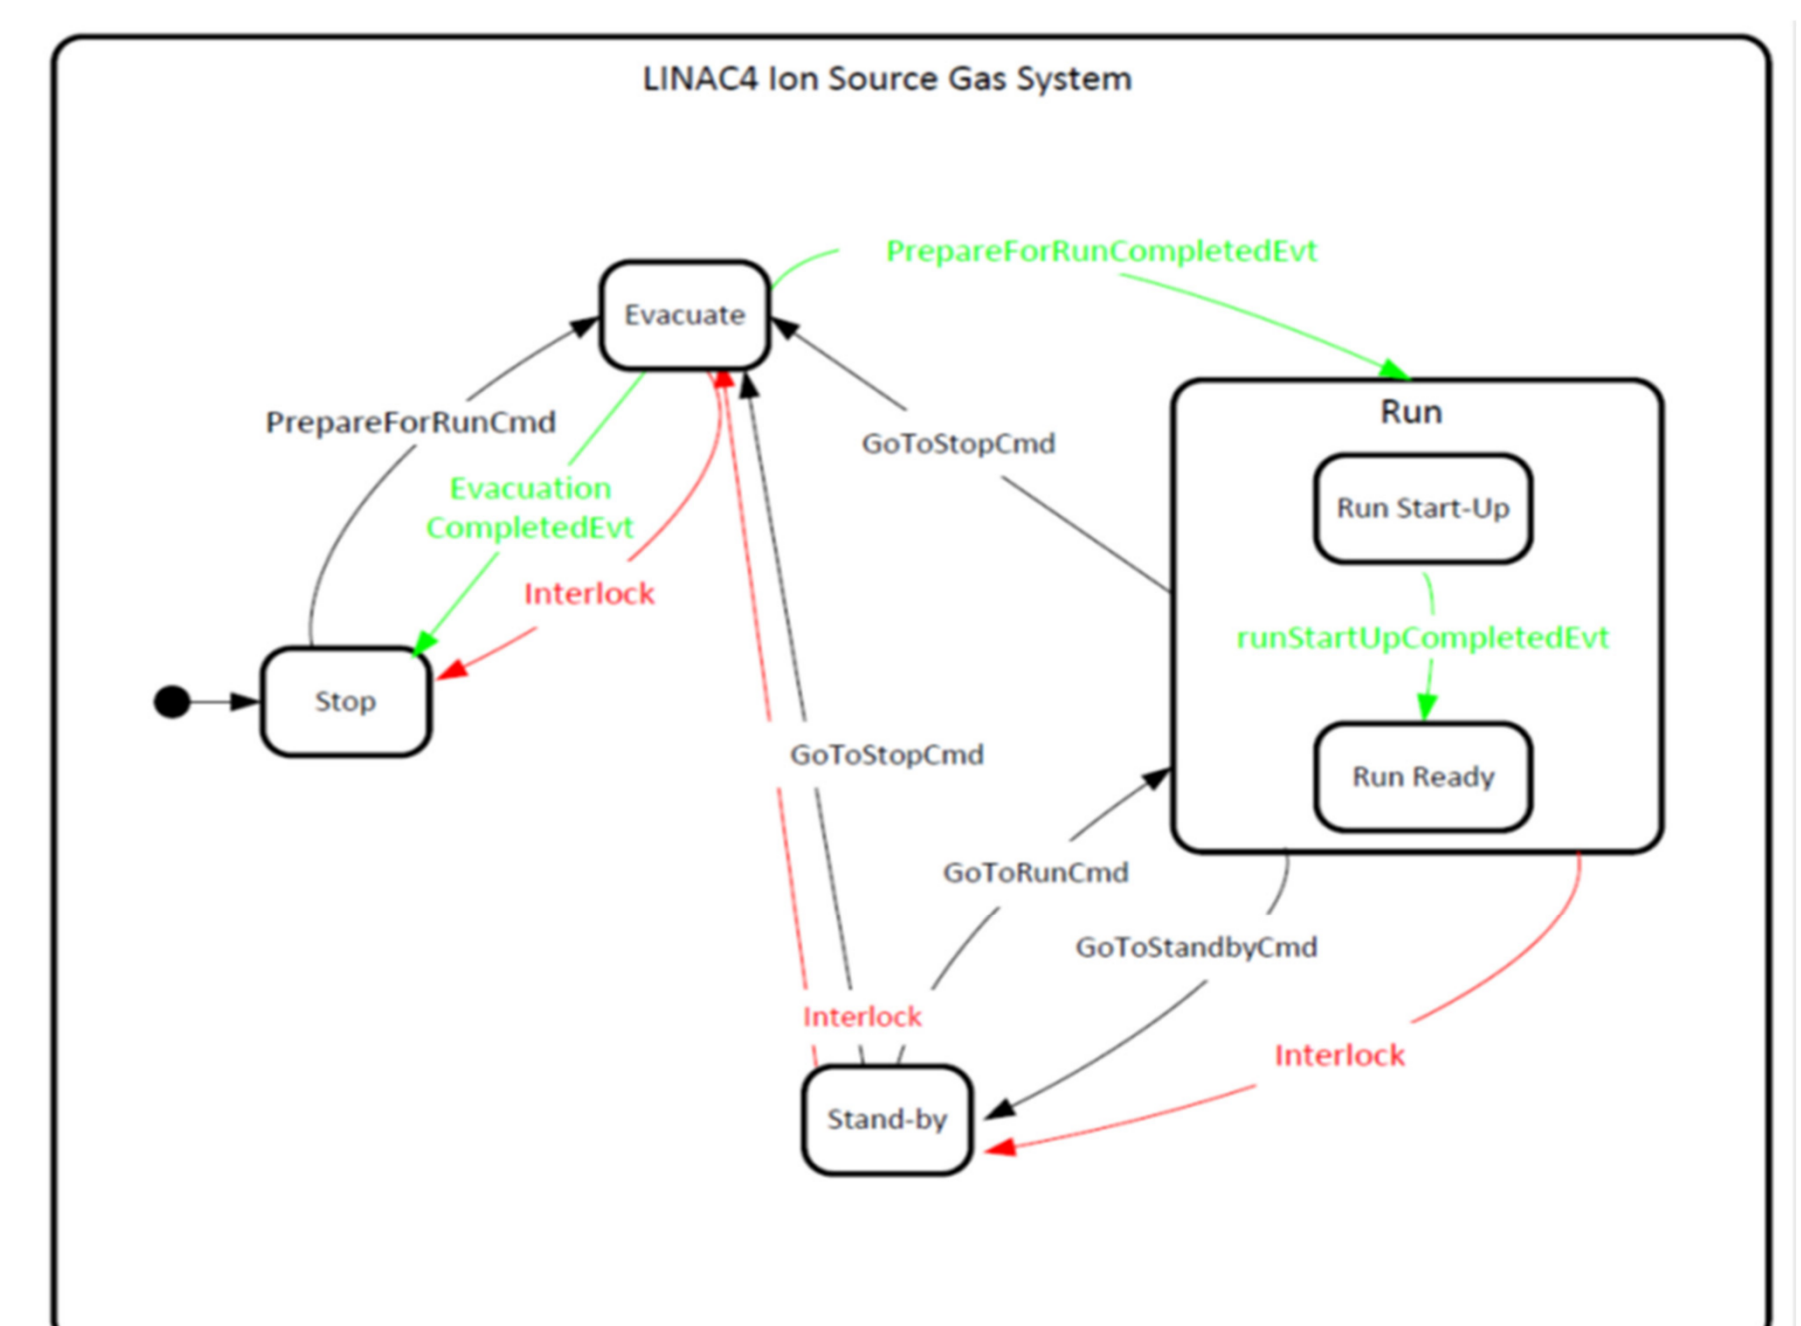 LINAC4 Ion Source Gas System
PrepareForRunCompletedEvt
Evacuate
Run
PrepareForRunCmd
GoToStopCmd
Evacuation
CompletedEvt
Run Start-Up
Interlock
runStartUpCompletedEvt
Stop
GoToStopCmd
Run Ready
GoToRunCmd
GoToStandbyCmd
Interlock
Interlock
Stand-by